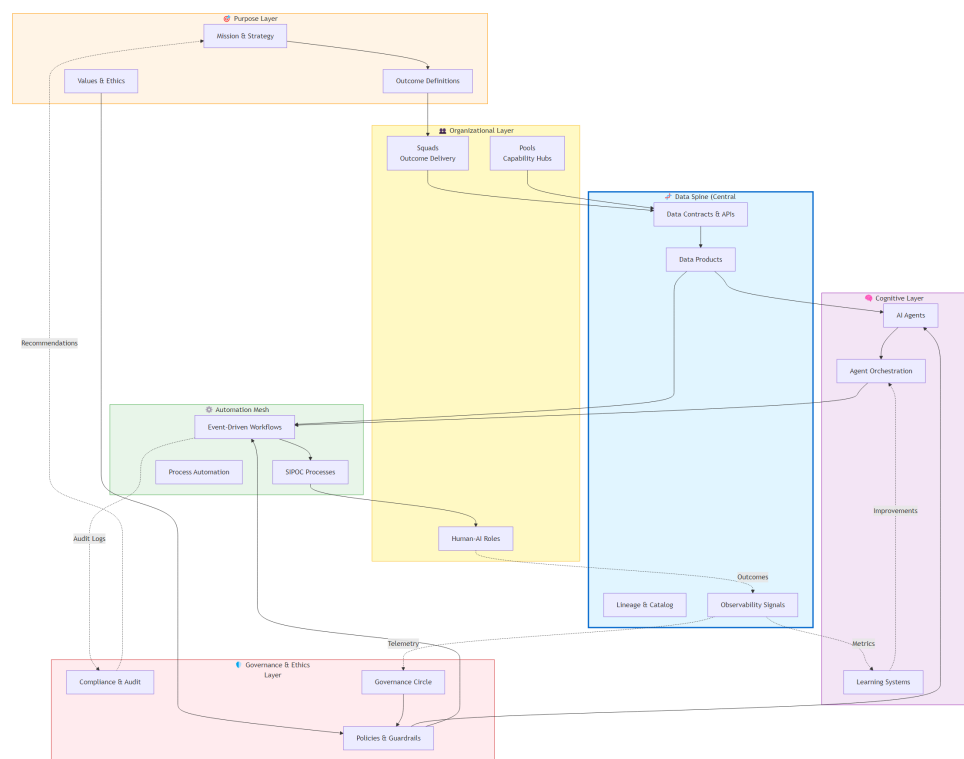 🎯 Purpose Layer
Mission & Strategy
Values & Ethics
Outcome Definitions
👥 Organizational Layer
Squads
Outcome Delivery
Pools
Capability Hubs
🧬 Data Spine (Central
Data Contracts & APIs
Data Products
🧠 Cognitive Layer
AI Agents
Recommendations
Agent Orchestration
⚙️ Automation Mesh
Event-Driven Workflows
Process Automation
SIPOC Processes
Improvements
Audit Logs
Human-AI Roles
Outcomes
Lineage & Catalog
Observability Signals
Telemetry
Metrics
🛡️ Governance & Ethics
Layer
Compliance & Audit
Governance Circle
Learning Systems
Policies & Guardrails